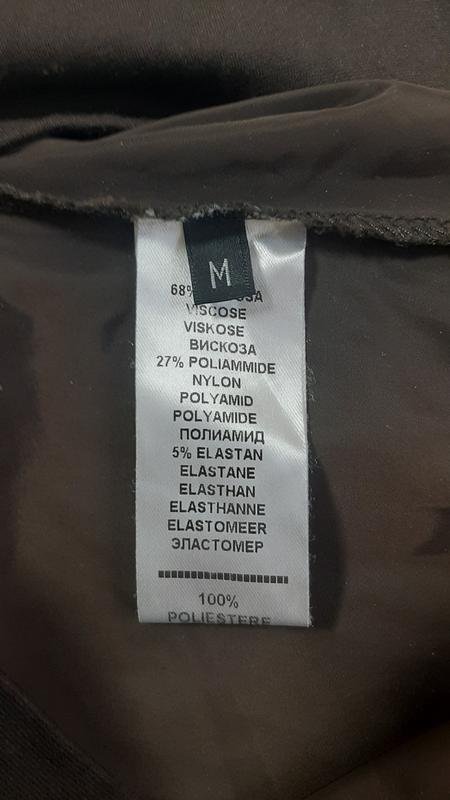 M
68%
VISCOSE
VISKOSE
ВИСКОЗА
27% POLIAMMIDE
NYLON
POLYAMID
POLYAMIDE
ПОЛИАМИД
5% ELASTAN
ELASTANE
ELASTHAN
ELASTHANNE
ELASTOMEER
ЭЛАСТОМЕР
100%
POLIESTERE